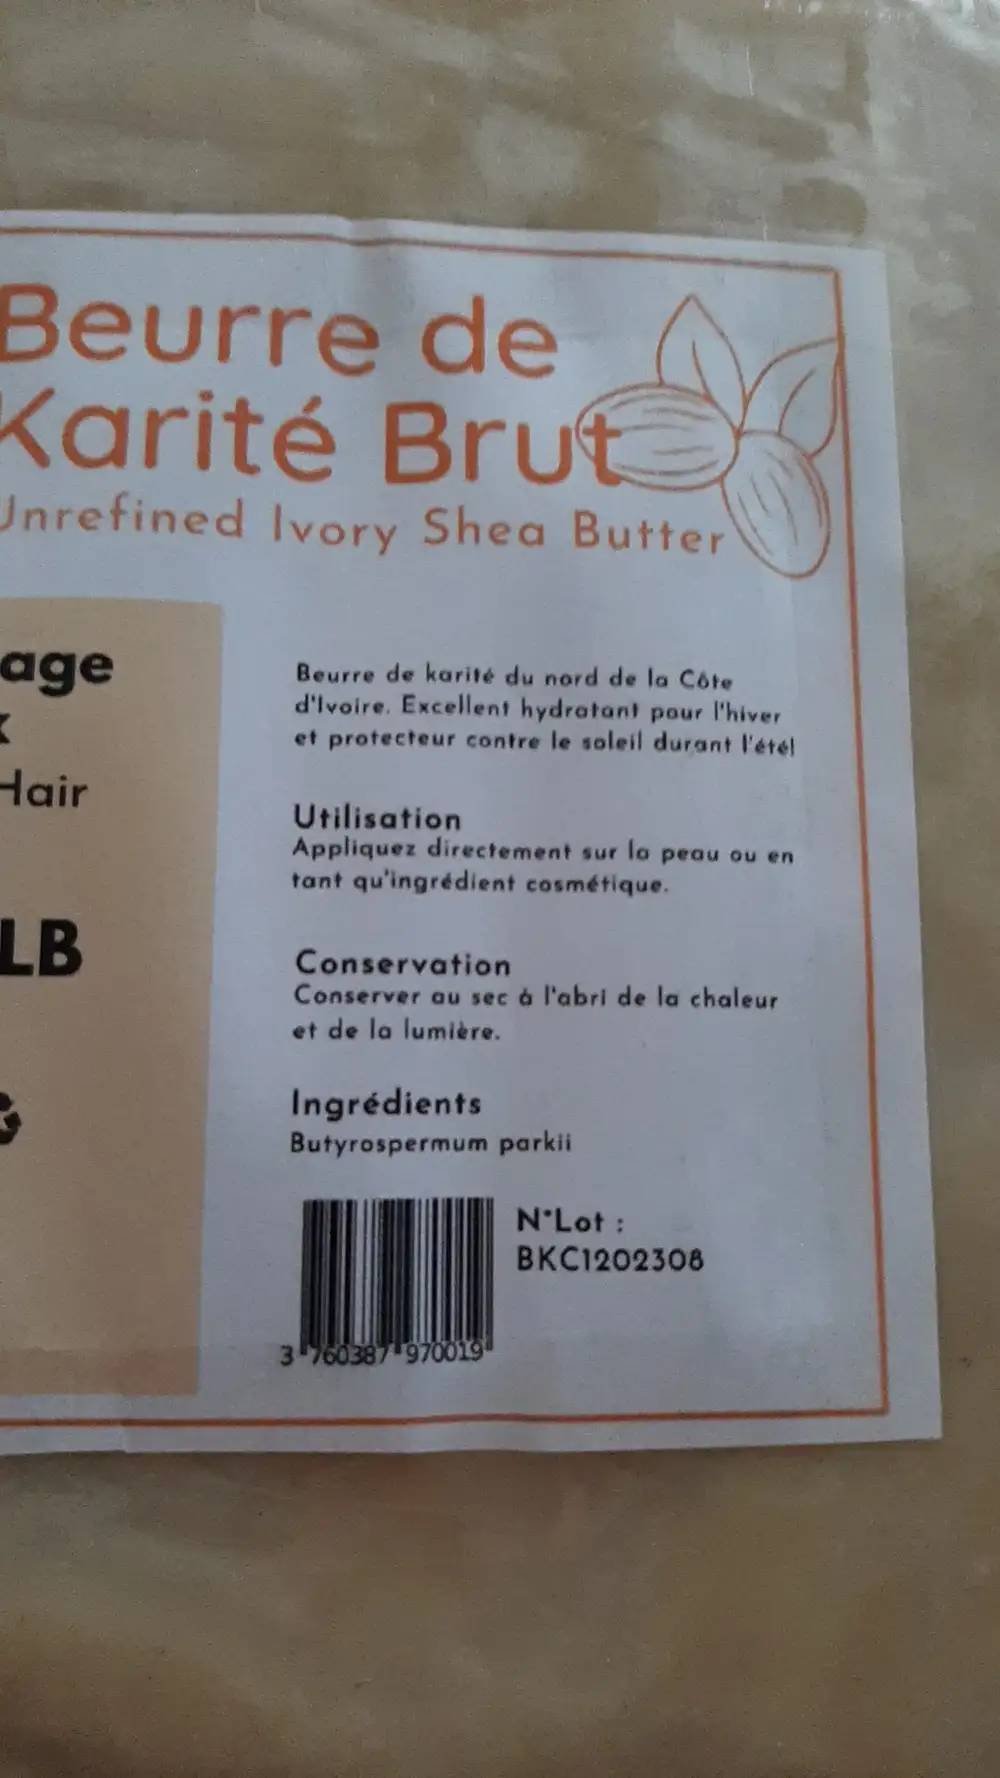 Beurre de
Karité Brut
Unrefined Ivory Shea Butter
age
Hair
LB
Beurre de karité du nord de la Côte
d'Ivoire. Excellent hydratant pour l'hiver
et protecteur contre le soleil durant l'été!
Utilisation
Appliquez directement sur la peau ou en
tant qu'ingrédient cosmétique.
Conservation
Conserver au sec à l'abri de la chaleur
et de la lumière.
Ingrédients
Butyrospermum parkii
N°Lot :
BKC1202308
3 760387 970019